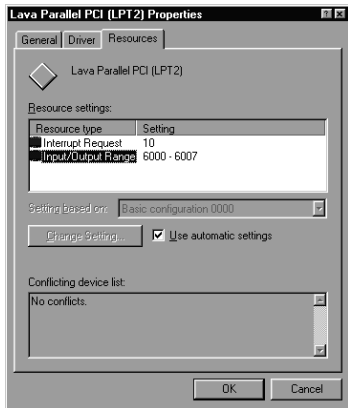 Lava Parallel PCI (LPT2) Properties
General Driver Resources
Lava Parallel PCI (LPT2)
Resource settings:
Resource type Setting
Interrupt Request 10
Input/Output Range 6000 - 6007
Setting based on: Basic configuration 0000
Change Setting... Use automatic settings
Conflicting device list:
No conflicts.
OK Cancel